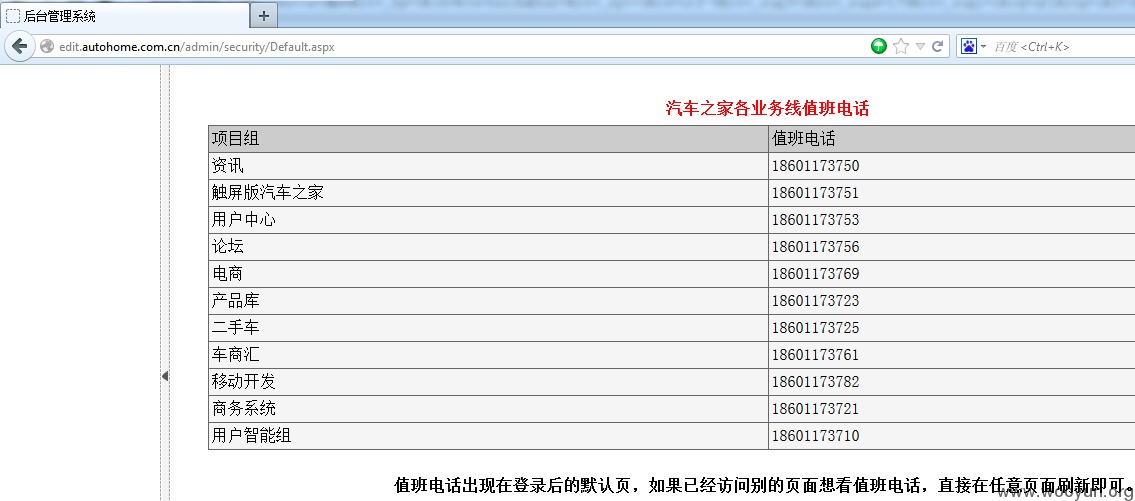 后台管理系统
edit.autohome.com.cn/admin/security/Default.aspx
百度 <Ctrl+K>
汽车之家各业务线值班电话
项目组 值班电话
资讯 18601173750
触屏版汽车之家 18601173751
用户中心 18601173753
论坛 18601173756
电商 18601173769
产品库 18601173723
二手车 18601173725
车商汇 18601173761
移动开发 18601173782
商务系统 18601173721
用户智能组 18601173710
值班电话出现在登录后的默认页，如果已经访问别的页面想看值班电话，直接在任意页面刷新即可。
www.wooyun.org